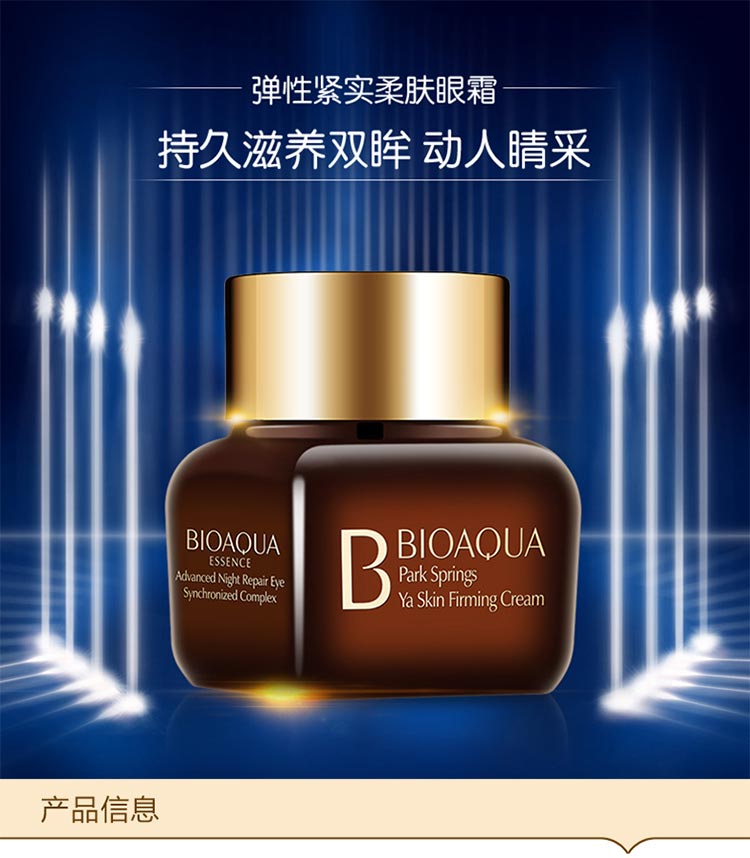 弹性紧实柔肤眼霜
持久滋养双眸 动人睛采
BIOAQUA
ESSENCE
Advanced Night Repair Eye
Synchronized Complex
B BIOAQUA
Park Springs
Ya Skin Firming Cream
产品信息